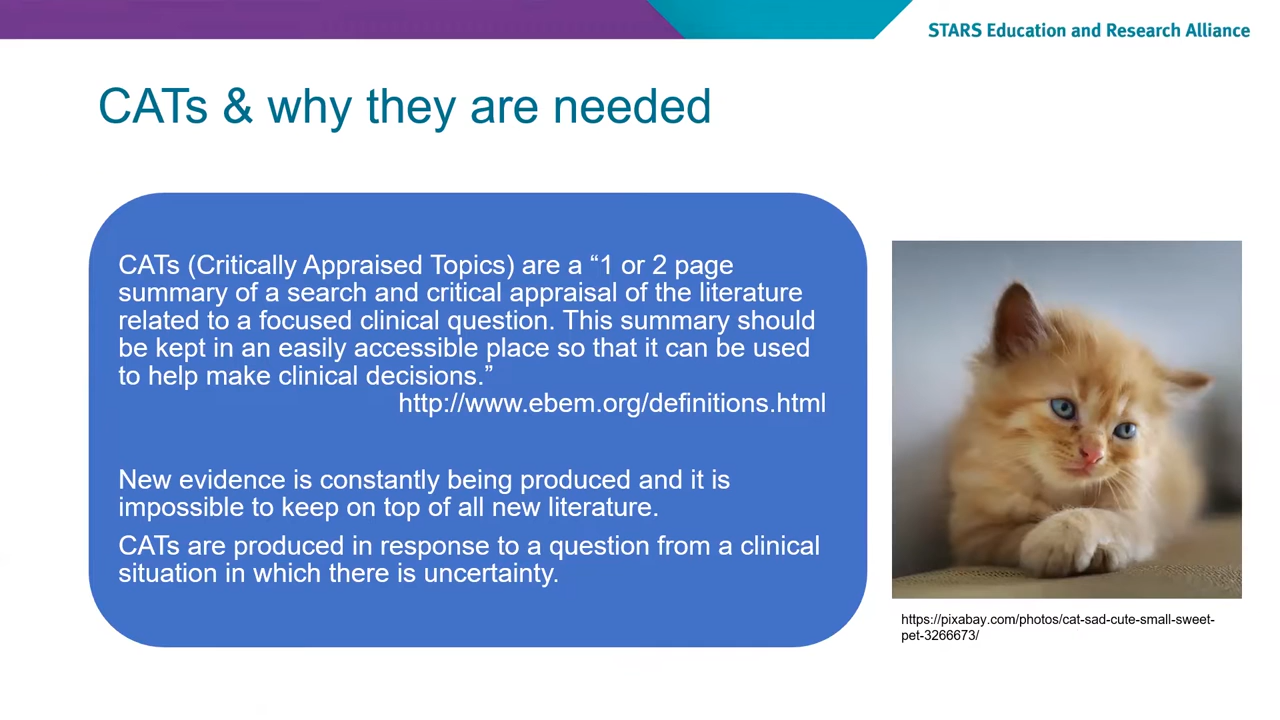 STARS Education and Research Alliance
CATs & why they are needed
CATs (Critically Appraised Topics) are a “1 or 2 page
summary of a search and critical appraisal of the literature
related to a focused clinical question. This summary should
be kept in an easily accessible place so that it can be used
to help make clinical decisions.”
http://www.ebem.org/definitions.html
New evidence is constantly being produced and it is
impossible to keep on top of all new literature.
CATs are produced in response to a question from a clinical
situation in which there is uncertainty.
https://pixabay.com/photos/cat-sad-cute-small-sweet-
pet-3266673/